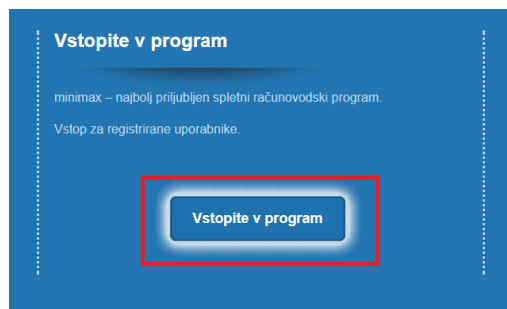 Vstopite v program
minimax – najbolj priljubljen spletni računovodski program.
Vstop za registrirane uporabnike.
Vstopite v program